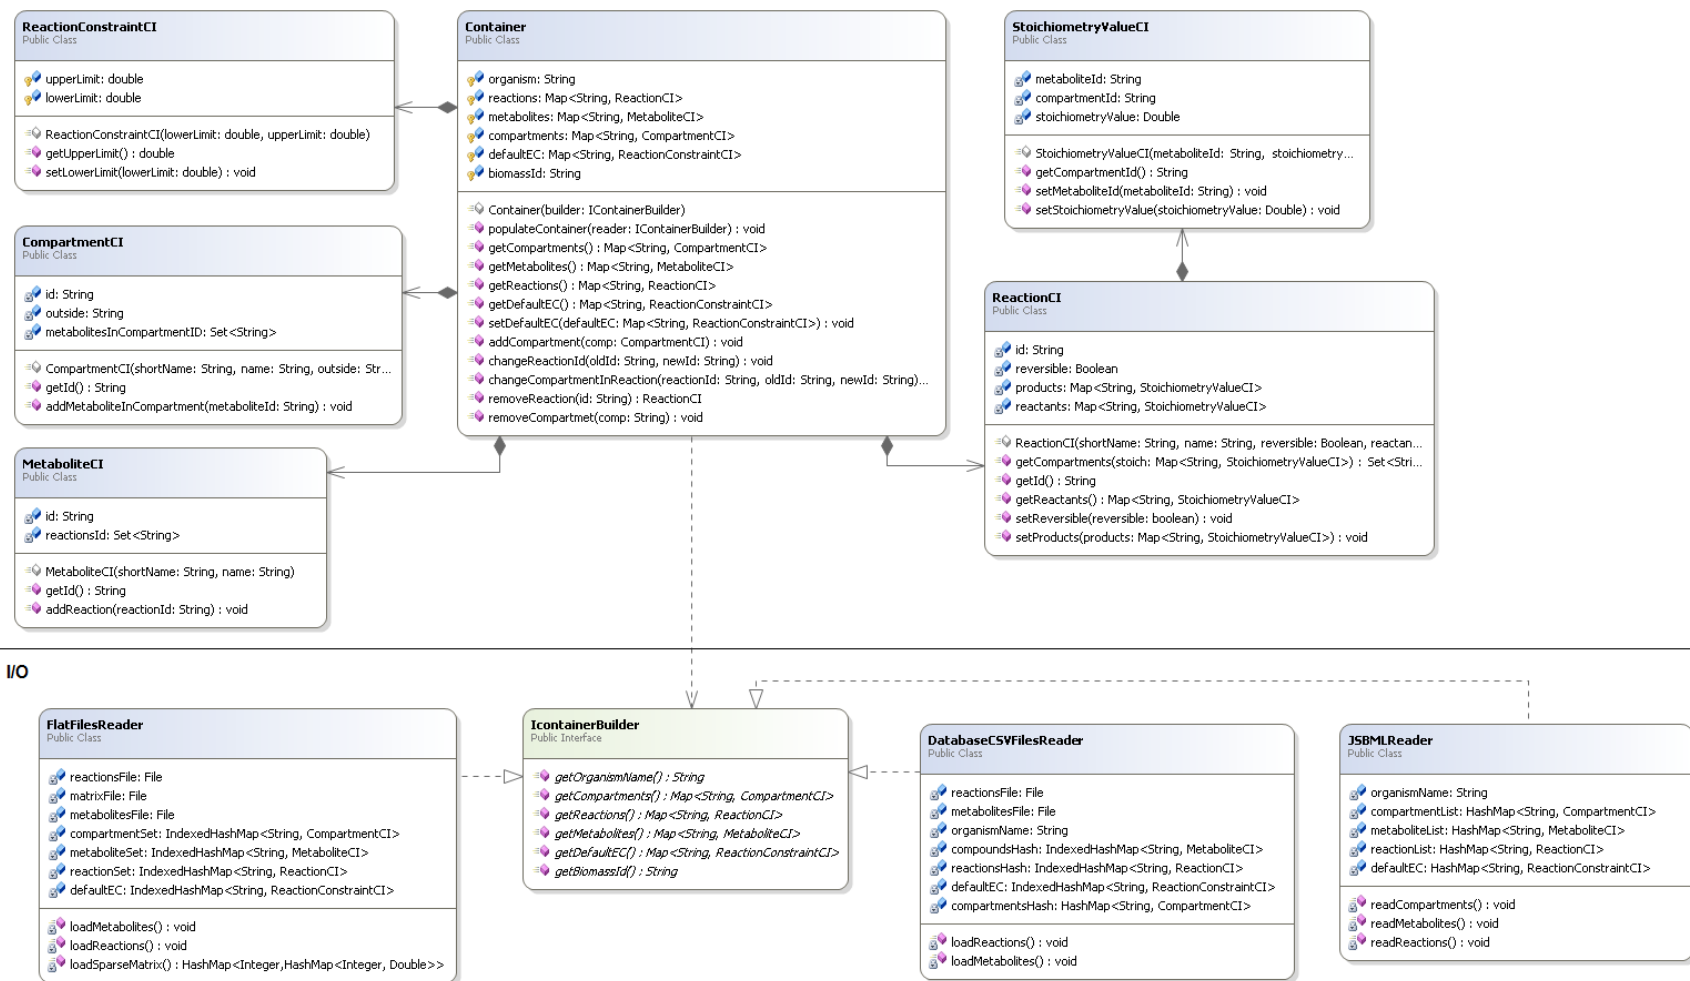 ReactionConstraintCI
Public Class
upperLimit: double
lowerLimit: double
ReactionConstraintCI(lowerLimit: double, upperLimit: double)
getUpperLimit() : double
setLowerLimit(lowerLimit: double) : void
CompartmentCI
Public Class
id: String
outside: String
metabolitesInCompartmentID: Set<String>
CompartmentCI(shortName: String, name: String, outside: Str...
getId() : String
addMetaboliteInCompartment(metaboliteId: String) : void
MetaboliteCI
Public Class
id: String
reactionsId: Set<String>
MetaboliteCI(shortName: String, name: String)
getId() : String
addReaction(reactionId: String) : void
Container
Public Class
organism: String
reactions: Map<String, ReactionCI>
metabolites: Map<String, MetaboliteCI>
compartments: Map<String, CompartmentCI>
defaultEC: Map<String, ReactionConstraintCI>
biomassId: String
Container(builder: IContainerBuilder)
populateContainer(reader: IContainerBuilder) : void
getCompartments() : Map<String, CompartmentCI>
getMetabolites() : Map<String, MetaboliteCI>
getReactions() : Map<String, ReactionCI>
getDefaultEC() : Map<String, ReactionConstraintCI>
setDefaultEC(defaultEC: Map<String, ReactionConstraintCI>) : void
addCompartment(comp: CompartmentCI) : void
changeReactionId(oldId: String, newId: String) : void
changeCompartmentInReaction(reactionId: String, oldId: String, newId: String)...
removeReaction(id: String) : ReactionCI
removeCompartmet(comp: String) : void
StoichiometryValueCI
Public Class
metaboliteId: String
compartmentId: String
stoichiometryValue: Double
StoichiometryValueCI(metaboliteId: String, stoichiometry...
getCompartmentId() : String
setMetaboliteId(metaboliteId: String) : void
setStoichiometryValue(stoichiometryValue: Double) : void
ReactionCI
Public Class
id: String
reversible: Boolean
products: Map<String, StoichiometryValueCI>
reactants: Map<String, StoichiometryValueCI>
ReactionCI(shortName: String, name: String, reversible: Boolean, reactan...
getCompartments(stoich: Map<String, StoichiometryValueCI>) : Set<Stri...
getId() : String
getReactants() : Map<String, StoichiometryValueCI>
setReversible(reversible: boolean) : void
setProducts(products: Map<String, StoichiometryValueCI>) : void
I/O
FlatFilesReader
Public Class
reactionsFile: File
matrixFile: File
metabolitesFile: File
compartmentSet: IndexedHashMap<String, CompartmentCI>
metaboliteSet: IndexedHashMap<String, MetaboliteCI>
reactionSet: IndexedHashMap<String, ReactionCI>
defaultEC: IndexedHashMap<String, ReactionConstraintCI>
loadMetabolites() : void
loadReactions() : void
loadSparseMatrix() : HashMap<Integer,HashMap<Integer, Double>>
IcontainerBuilder
Public Interface
getOrganismName() : String
getCompartments() : Map<String, CompartmentCI>
getReactions() : Map<String, ReactionCI>
getMetabolites() : Map<String, MetaboliteCI>
getDefaultEC() : Map<String, ReactionConstraintCI>
getBiomassId() : String
DatabaseCSVFilesReader
Public Class
reactionsFile: File
metabolitesFile: File
organismName: String
compoundsHash: IndexedHashMap<String, MetaboliteCI>
reactionsHash: IndexedHashMap<String, ReactionCI>
defaultEC: IndexedHashMap<String, ReactionConstraintCI>
compartmentsHash: HashMap<String, CompartmentCI>
loadReactions() : void
loadMetabolites() : void
JSBMLReader
Public Class
organismName: String
compartmentList: HashMap<String, CompartmentCI>
metaboliteList: HashMap<String, MetaboliteCI>
reactionList: HashMap<String, ReactionCI>
defaultEC: HashMap<String, ReactionConstraintCI>
readCompartments() : void
readMetabolites() : void
readReactions() : void